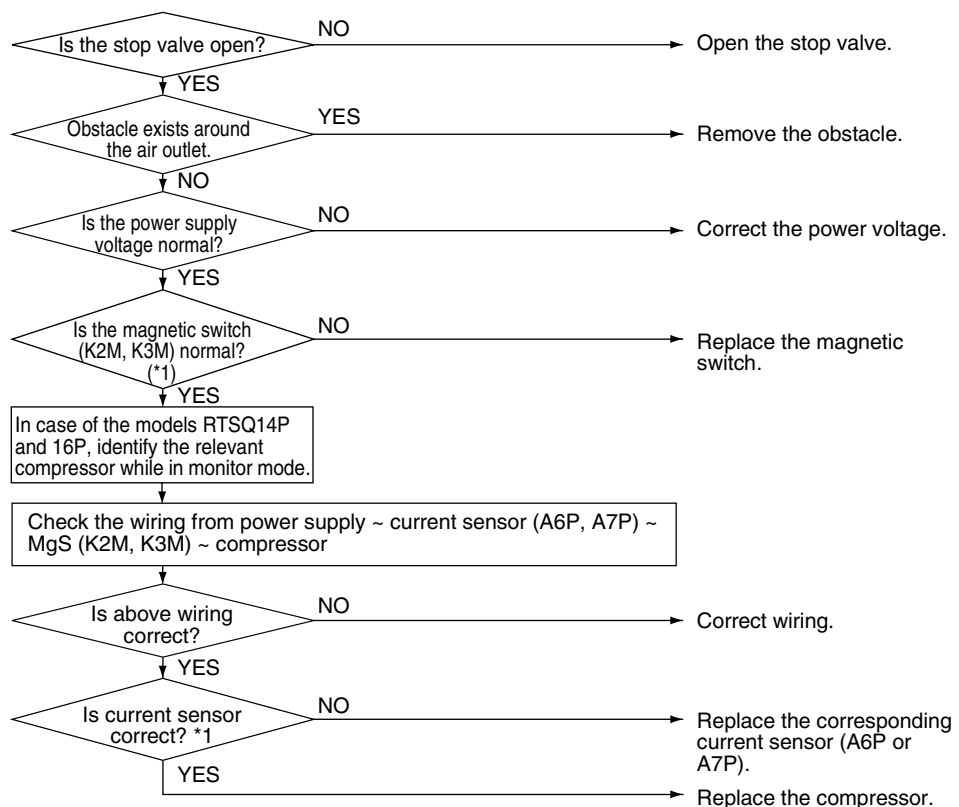 Is the stop valve open?
NO
Open the stop valve.
YES
Obstacle exists around
the air outlet.
YES
Remove the obstacle.
NO
Is the power supply
voltage normal?
NO
Correct the power voltage.
YES
Is the magnetic switch
(K2M, K3M) normal?
(*1)
NO
Replace the magnetic
switch.
YES
In case of the models RTSQ14P
and 16P, identify the relevant
compressor while in monitor mode.
Check the wiring from power supply ~ current sensor (A6P, A7P) ~
MgS (K2M, K3M) ~ compressor
Is above wiring
correct?
NO
Correct wiring.
YES
Is current sensor
correct? *1
NO
Replace the corresponding
current sensor (A6P or
A7P).
YES
Replace the compressor.